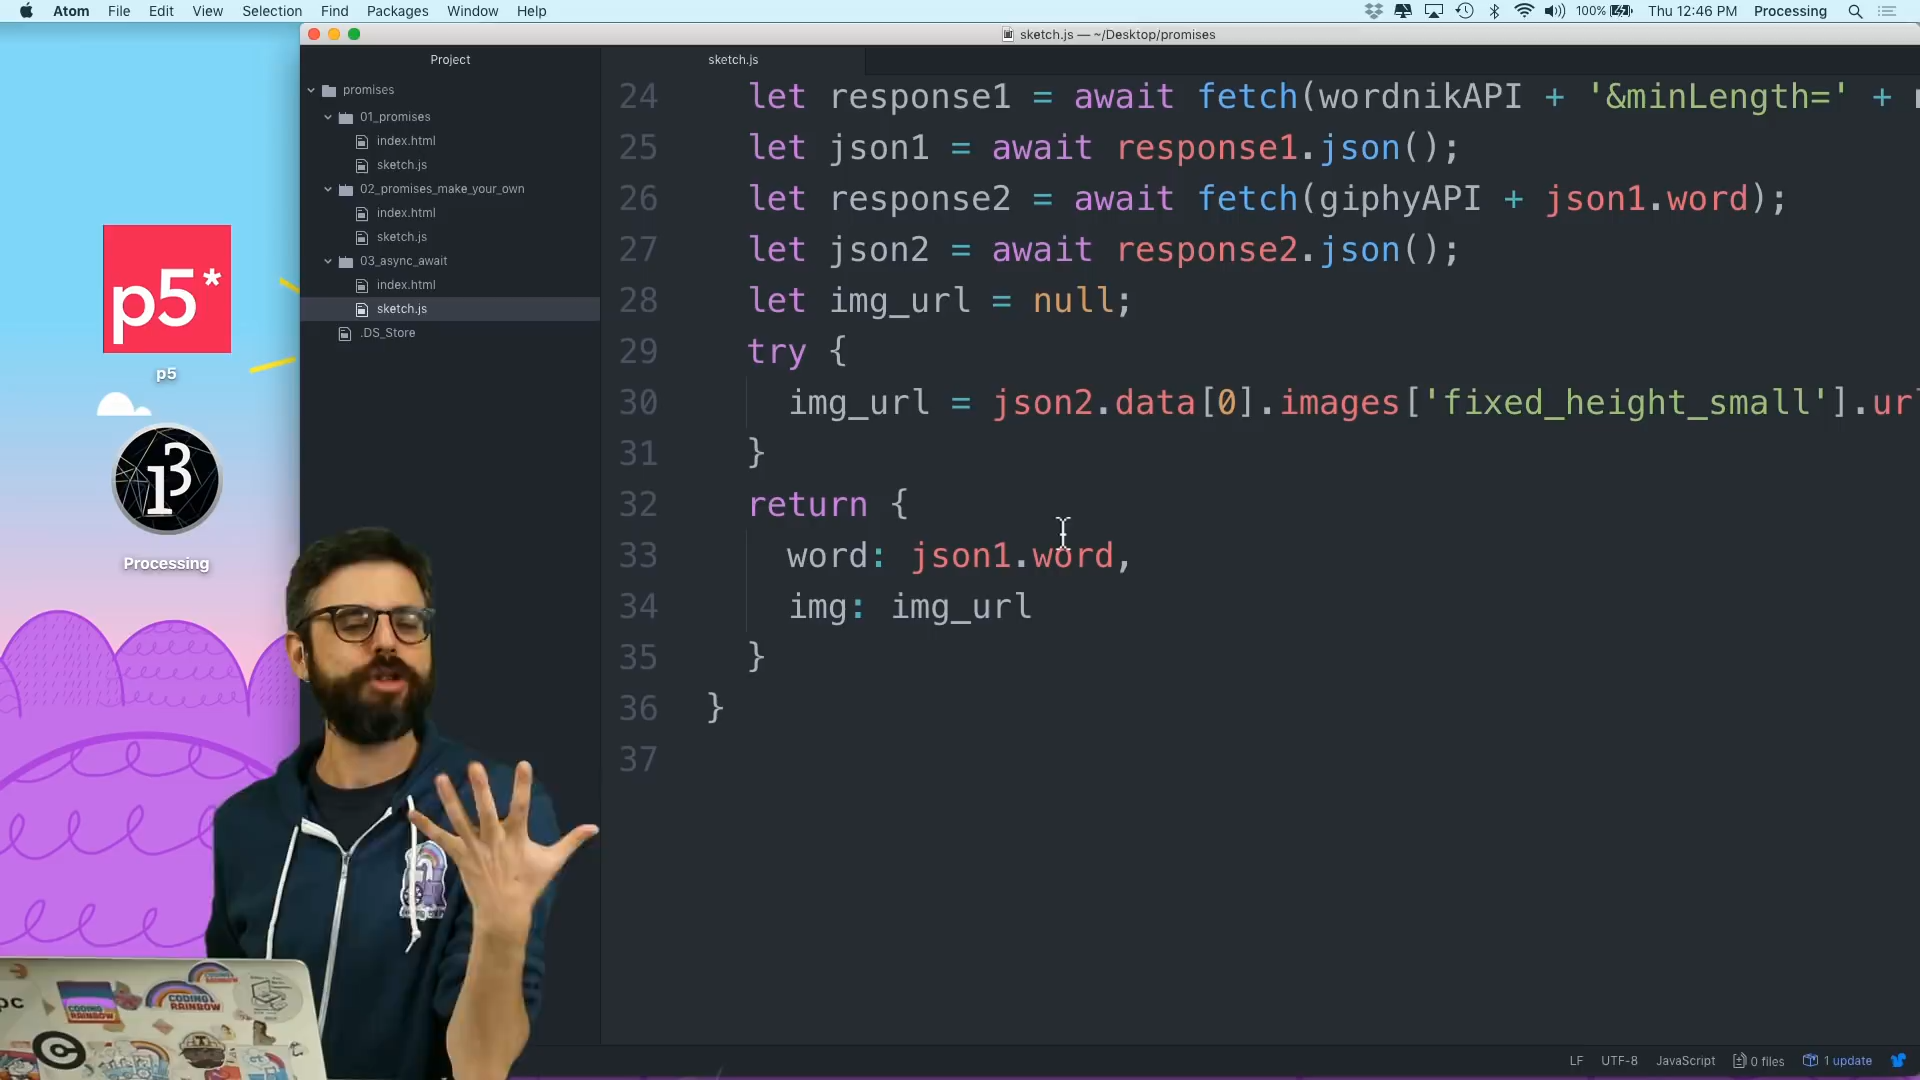 Atom File Edit View Selection Find Packages Window Help 100% Thu 12:46 PM Processing
sketch.js — ~/Desktop/promises
Project
sketch.js
promises
01_promises
index.html
sketch.js
02_promises_make_your_own
index.html
sketch.js
03_async_await
index.html
sketch.js
.DS_Store
p5*
p5
Processing
24 let response1 = await fetch(wordnikAPI + '&minLength=' +
25 let json1 = await response1.json();
26 let response2 = await fetch(giphyAPI + json1.word);
27 let json2 = await response2.json();
28 let img_url = null;
29 try {
30 img_url = json2.data[0].images['fixed_height_small'].ur
31 }
32 return {
33 word: json1.word,
34 img: img_url
35 }
36 }
37
CODING
RAINBOW
CODING
RAINBOW
LF UTF-8 JavaScript 0 files 1 update